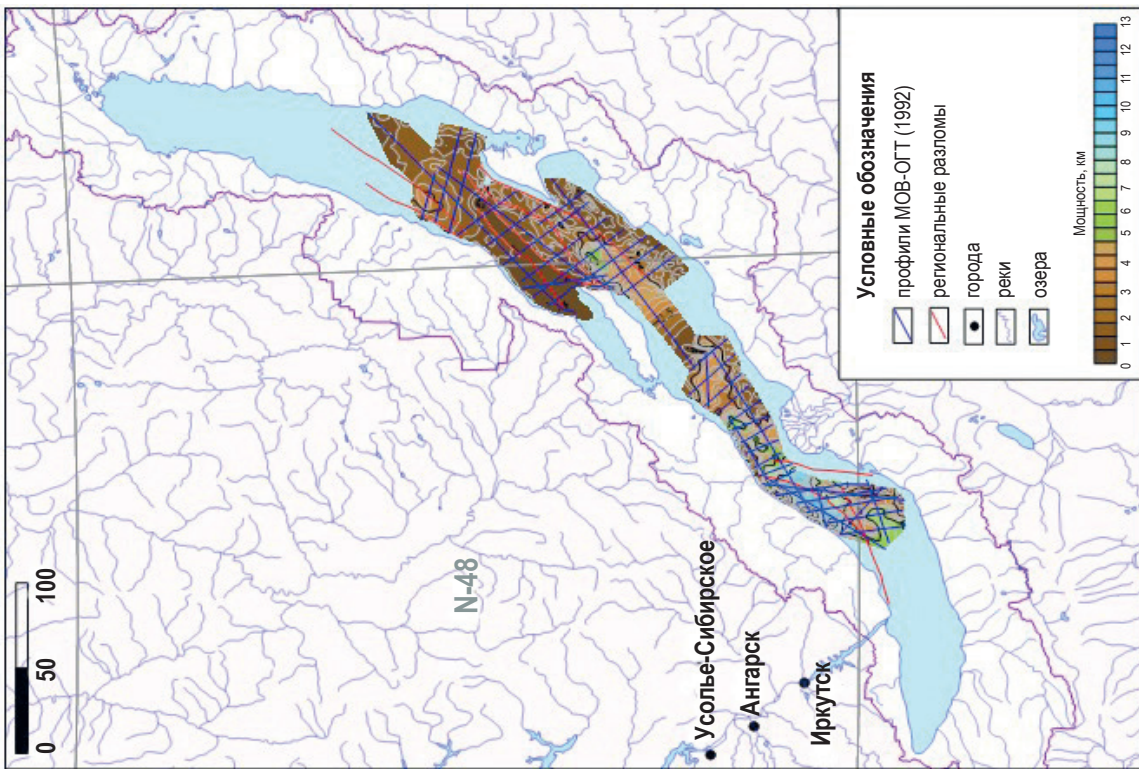 0 50 100
N-48
Усолье-Сибирское
Ангарск
Иркутск
Условные обозначения
профили МОВ-ОГТ (1992)
региональные разломы
города
реки
озера
Мощность, км
0 1 2 3 4 5 6 7 8 9 10 11 12 13